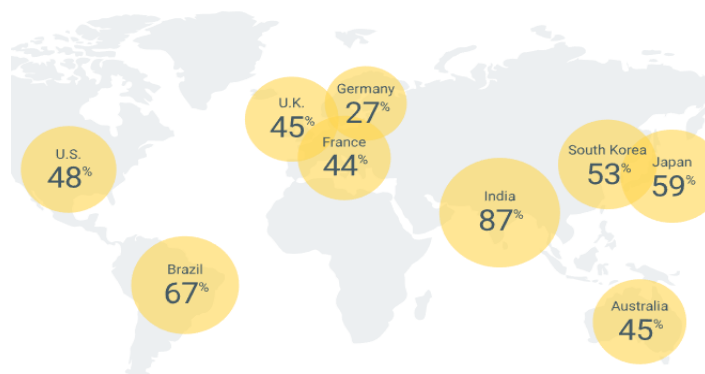 Germany
27%
U.K.
45%
France
44%
U.S.
48%
South Korea
53%
Japan
59%
India
87%
Brazil
67%
Australia
45%